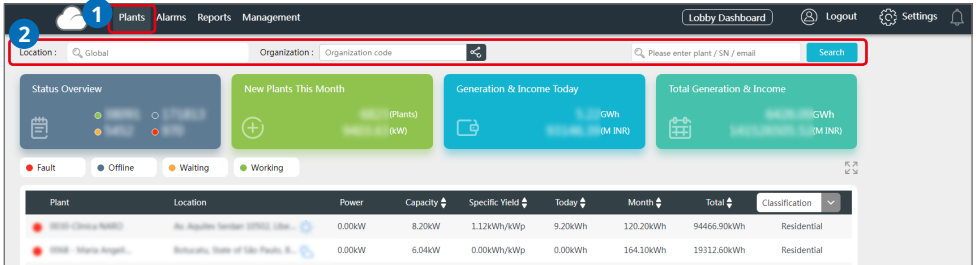 1
Plants Alarms Reports Management Lobby Dashboard Logout Settings
2
Location : Global Organization : Organization code Please enter plant / SN / email Search
Status Overview New Plants This Month Generation & Income Today Total Generation & Income
(Plants) GWh GWh
(kW) (M INR) (M INR)
Fault Offline Waiting Working
Plant Location Power Capacity Specific Yield Today Month Total Classification
0.00kW 8.20kW 1.12kWh/kWp 9.20kWh 120.20kWh 94466.90kWh Residential
0.00kW 6.04kW 0.00kWh/kWp 0.00kWh 164.10kWh 19312.60kWh Residential